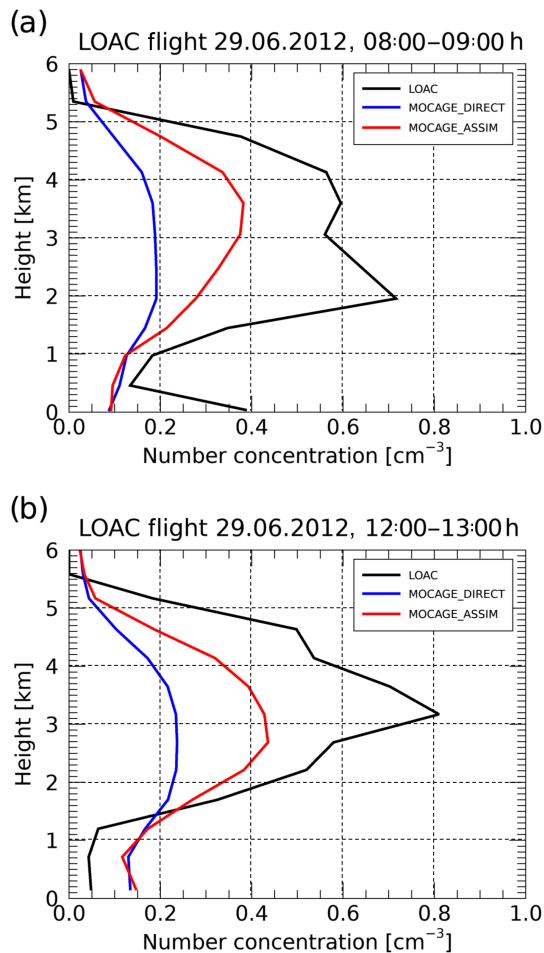 (a)
LOAC flight 29.06.2012, 08:00–09:00 h
6
5
4
3
2
1
0
Height [km]
LOAC
MOCAGE_DIRECT
MOCAGE_ASSIM
0.0 0.2 0.4 0.6 0.8 1.0
Number concentration [cm⁻³]
(b)
LOAC flight 29.06.2012, 12:00–13:00 h
6
5
4
3
2
1
0
Height [km]
LOAC
MOCAGE_DIRECT
MOCAGE_ASSIM
0.0 0.2 0.4 0.6 0.8 1.0
Number concentration [cm⁻³]